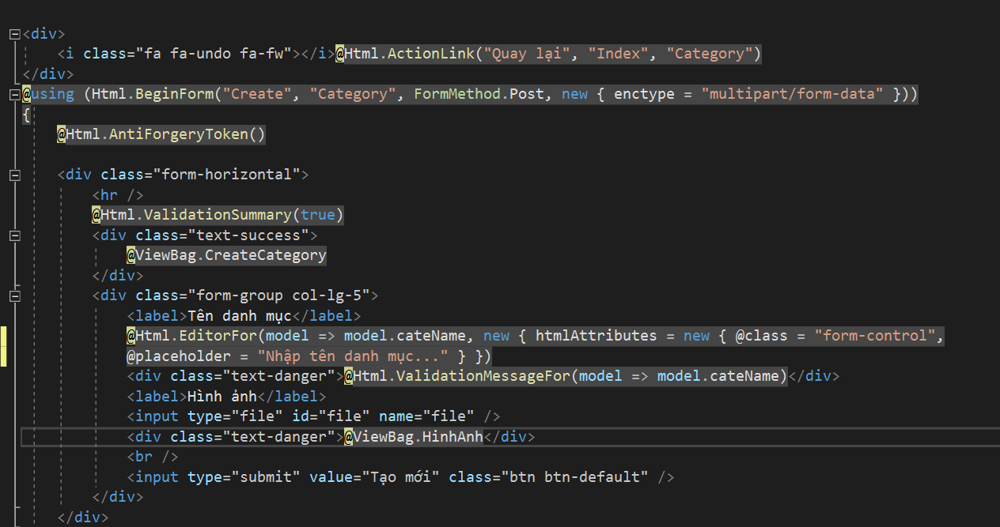 <div>
<i class="fa fa-undo fa-fw"></i>@Html.ActionLink("Quay lại", "Index", "Category")
</div>
@using (Html.BeginForm("Create", "Category", FormMethod.Post, new { enctype = "multipart/form-data" }))
{
@Html.AntiForgeryToken()
<div class="form-horizontal">
<hr />
@Html.ValidationSummary(true)
<div class="text-success">
@ViewBag.CreateCategory
</div>
<div class="form-group col-lg-5">
<label>Tên danh mục</label>
@Html.EditorFor(model => model.cateName, new { htmlAttributes = new { @class = "form-control",
@placeholder = "Nhập tên danh mục..." } })
<div class="text-danger">@Html.ValidationMessageFor(model => model.cateName)</div>
<label>Hình ảnh</label>
<input type="file" id="file" name="file" />
<div class="text-danger">@ViewBag.HinhAnh</div>
<br />
<input type="submit" value="Tạo mới" class="btn btn-default" />
</div>
</div>